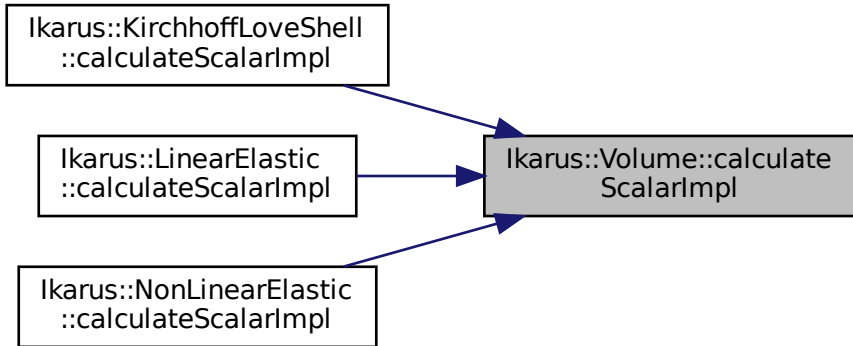 Ikarus::KirchhoffLoveShell
::calculateScalarImpl
Ikarus::LinearElastic
::calculateScalarImpl
Ikarus::NonLinearElastic
::calculateScalarImpl
Ikarus::Volume::calculate
ScalarImpl